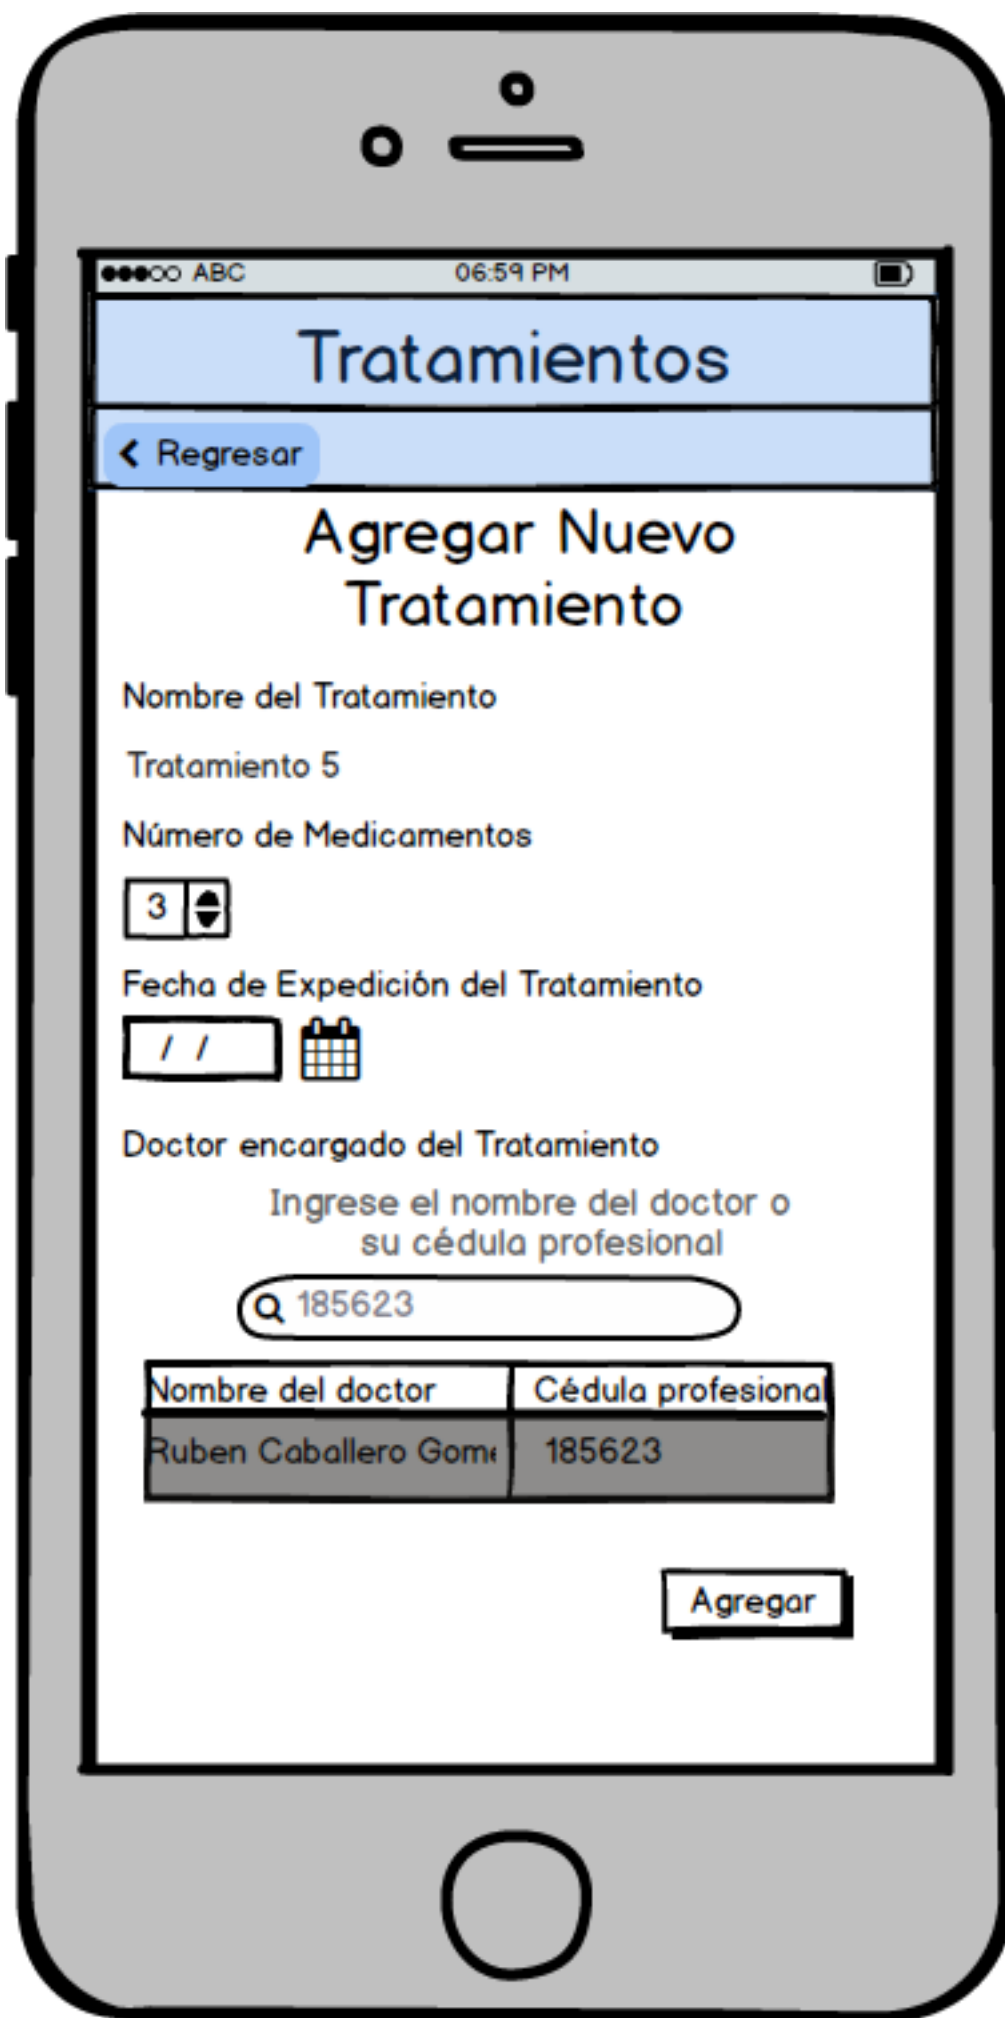 ABC 06:59 PM
Tratamientos
Regresar
Agregar Nuevo
Tratamiento
Nombre del Tratamiento
Tratamiento 5
Número de Medicamentos
3
Fecha de Expedición del Tratamiento
/ /
Doctor encargado del Tratamiento
Ingrese el nombre del doctor o
su cédula profesional
185623
Nombre del doctor Cédula profesional
Ruben Caballero Gome 185623
Agregar